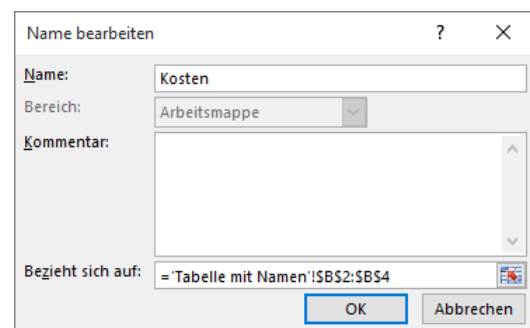 Name bearbeiten ? ×
Name: Kosten
Bereich: Arbeitsmappe
Kommentar:
Bezieht sich auf: ='Tabelle mit Namen'!$B$2:$B$4
OK Abbrechen